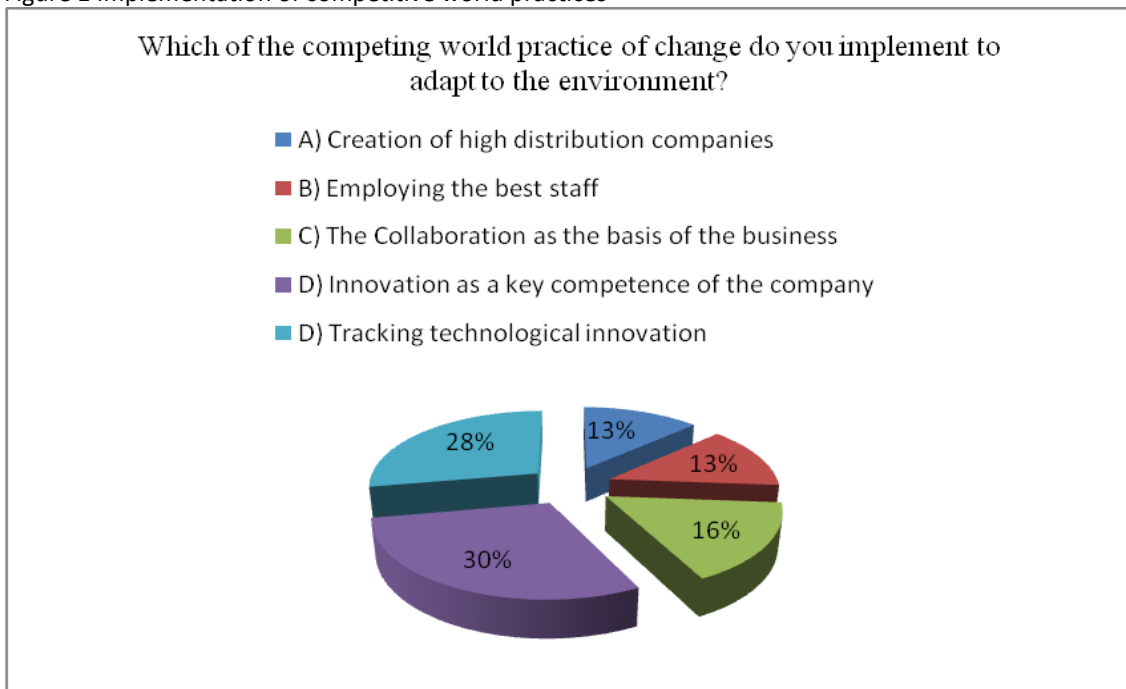 Which of the competing world practice of change do you implement to
adapt to the environment?
A) Creation of high distribution companies
B) Employing the best staff
C) The Collaboration as the basis of the business
D) Innovation as a key competence of the company
D) Tracking technological innovation
13%
28%
13%
16%
30%